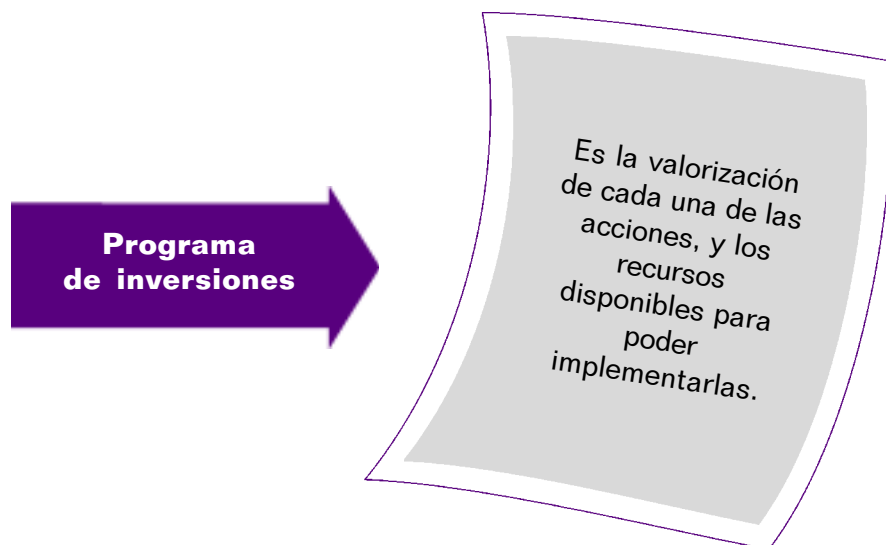 Programa
de inversiones
Es la valorización
de cada una de las
acciones, y los
recursos
disponibles para
poder
implementarlas.